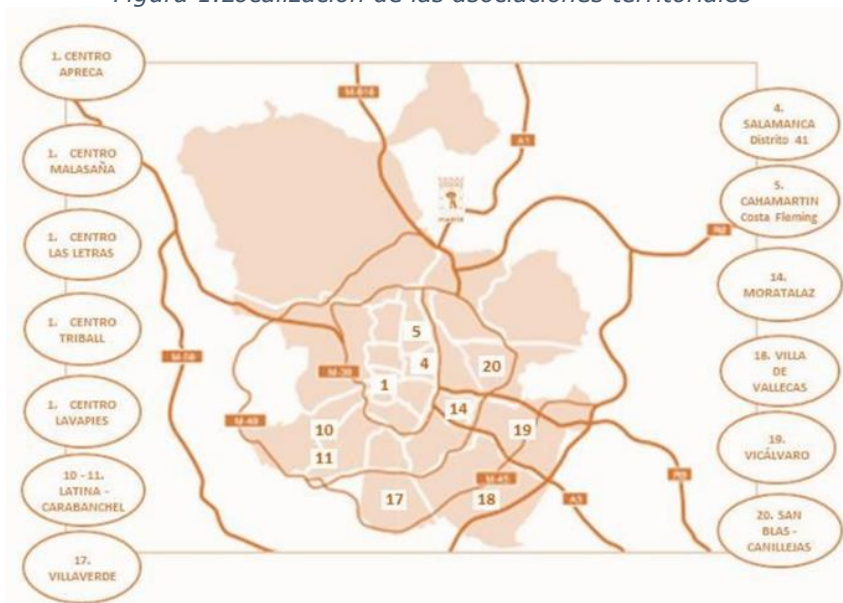 Figura 1.Localización de las asociaciones territoriales
1. CENTRO
APRECA
1. CENTRO
MALASAÑA
1. CENTRO
LAS LETRAS
1. CENTRO
TRIBALL
1. CENTRO
LAVAPIES
10 - 11.
LATINA -
CARABANCHEL
17.
VILLAVERDE
M-50
M-40
M-30
A1
MADRID
5
4
20
1
14
10
19
11
M-45
17
18
A3
4.
SALAMANCA
Distrito 41
5.
CAHAMARTIN
Costa Fleming
14.
MORATALAZ
18. VILLA
DE
VALLECAS
19.
VICÁLVARO
20. SAN
BLAS -
CANILLEJAS